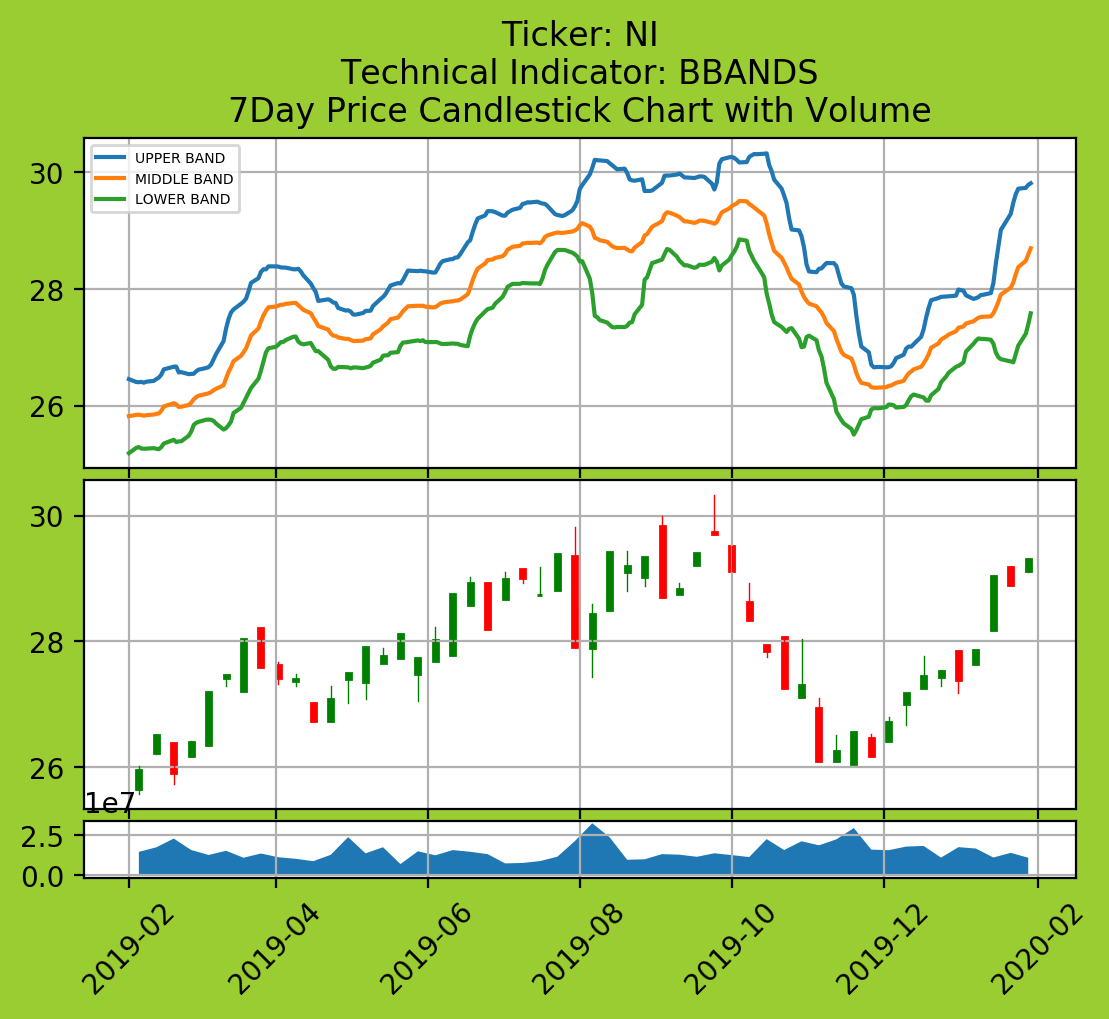 Ticker: NI
Technical Indicator: BBANDS
7Day Price Candlestick Chart with Volume
UPPER BAND
MIDDLE BAND
LOWER BAND
30
28
26
30
28
26
1e7
2.5
0.0
2019-02
2019-04
2019-06
2019-08
2019-10
2019-12
2020-02